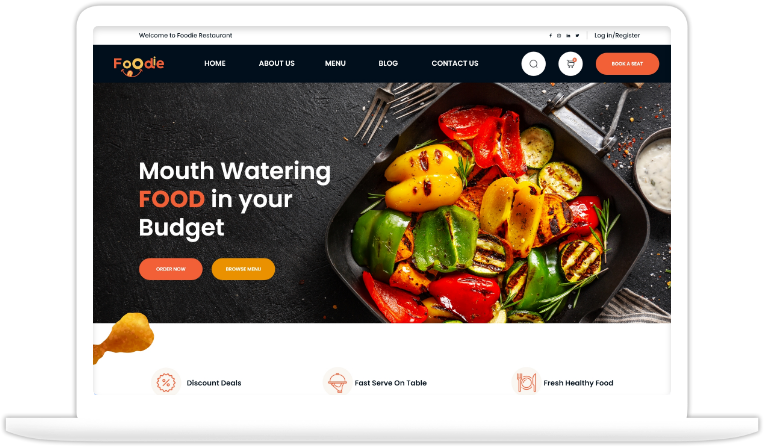 Welcome to Foodie Restaurant
Log in/Register
Foodie
HOME
ABOUT US
MENU
BLOG
CONTACT US
BOOK A SEAT
Mouth Watering
FOOD in your
Budget
ORDER NOW
BROWSE MENU
Discount Deals
Fast Serve On Table
Fresh Healthy Food